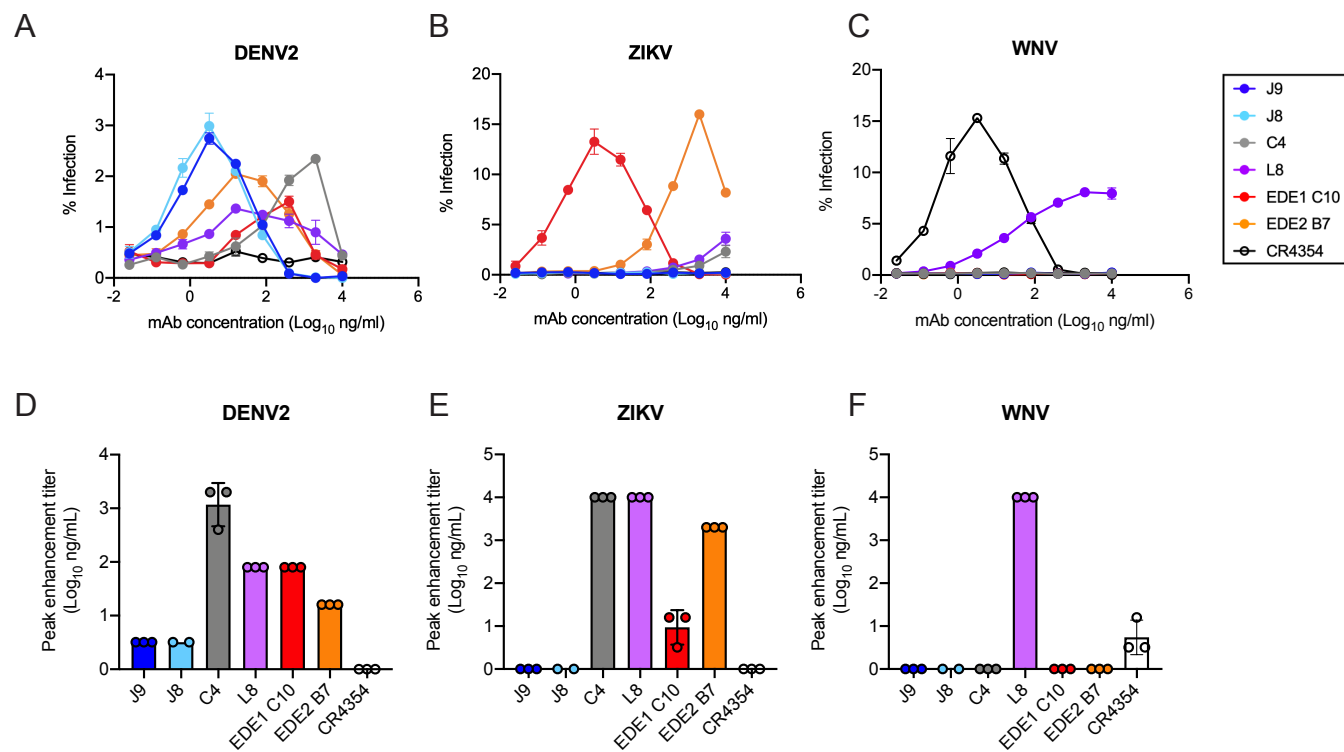 A
DENV2
% Infection
4
3
2
1
0
-2 0 2 4 6
mAb concentration (Log10 ng/ml)
B
ZIKV
% Infection
20
15
10
5
0
-2 0 2 4 6
mAb concentration (Log10 ng/ml)
C
WNV
% Infection
20
15
10
5
0
-2 0 2 4 6
mAb concentration (Log10 ng/ml)
J9
J8
C4
L8
EDE1 C10
EDE2 B7
CR4354
D
DENV2
Peak enhancement titer
(Log10 ng/mL)
4
3
2
1
0
J9
J8
C4
L8
EDE1 C10
EDE2 B7
CR4354
E
ZIKV
Peak enhancement titer
(Log10 ng/mL)
5
4
3
2
1
0
J9
J8
C4
L8
EDE1 C10
EDE2 B7
CR4354
F
WNV
Peak enhancement titer
(Log10 ng/mL)
5
4
3
2
1
0
J9
J8
C4
L8
EDE1 C10
EDE2 B7
CR4354